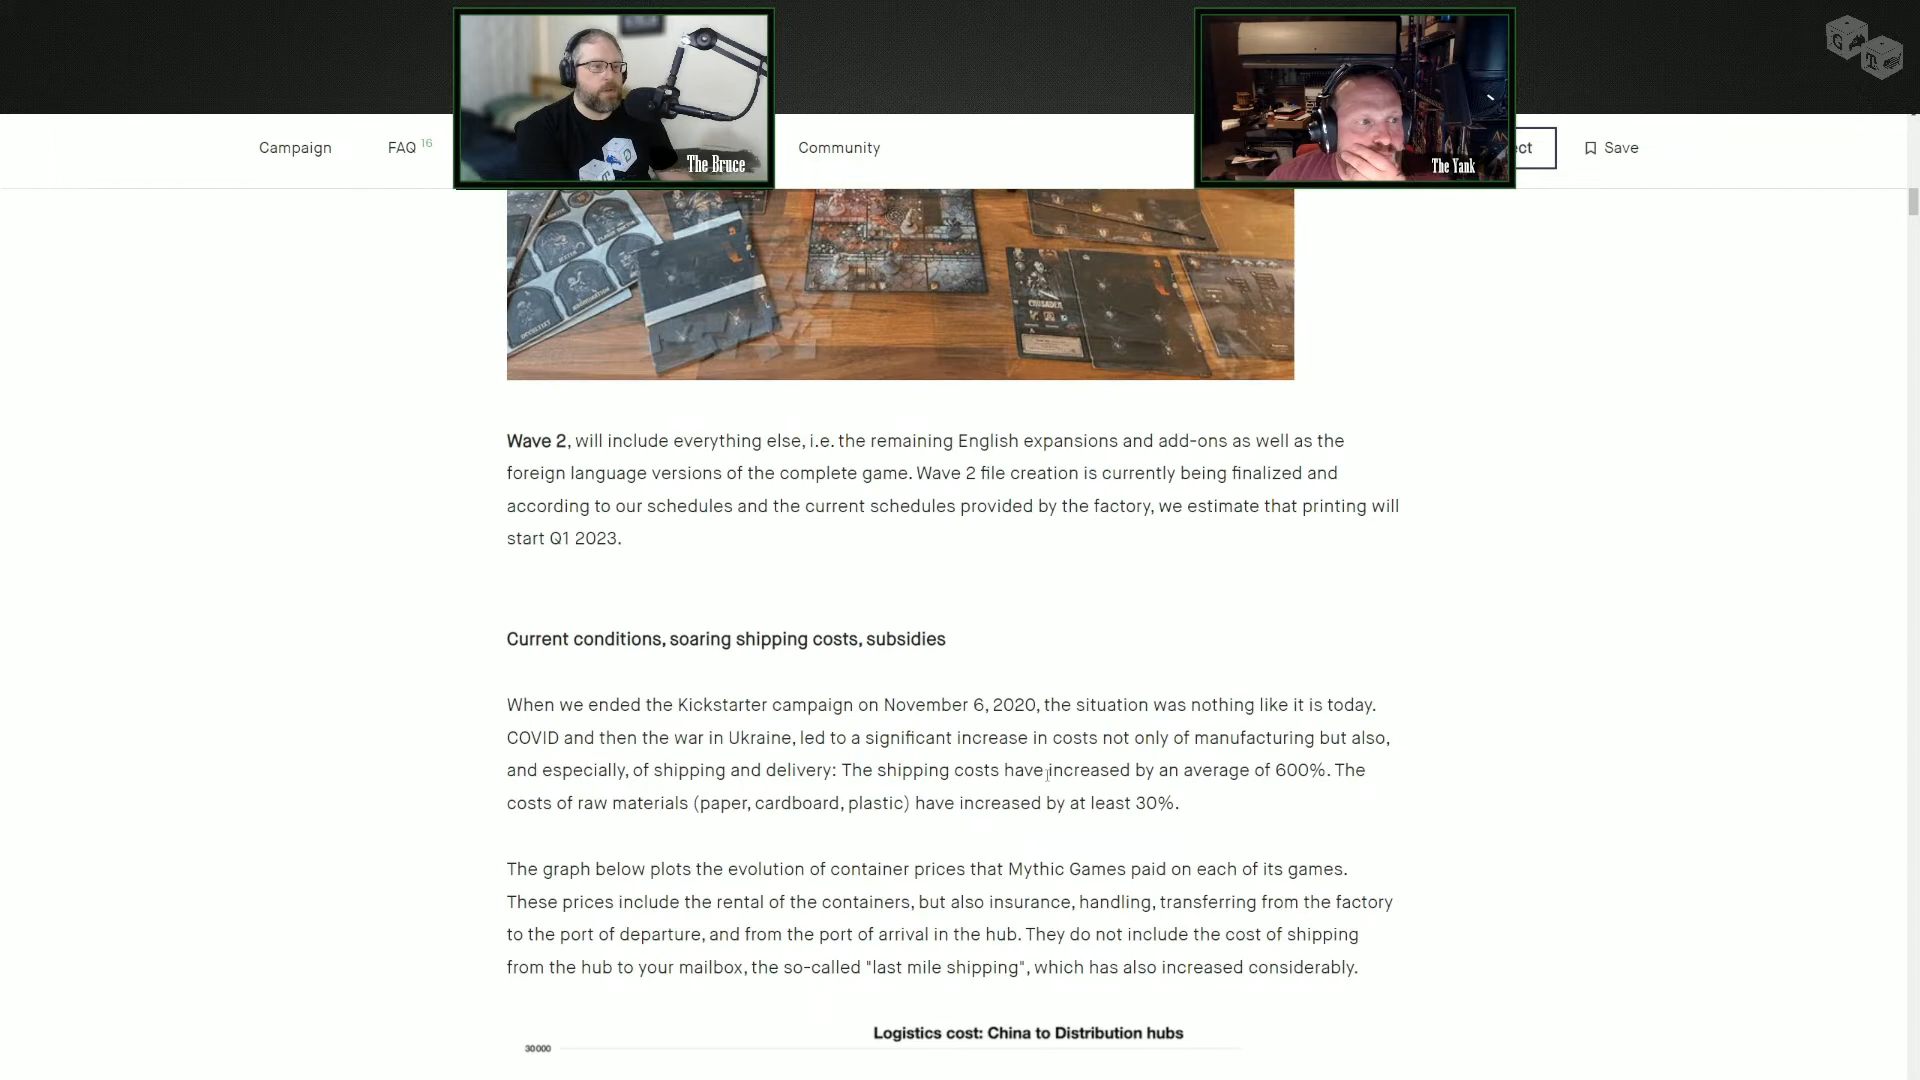 The Bruce
The Yank
G
T
Campaign
FAQ 16
Community
ect
Save
CRUSADER
Wave 2, will include everything else, i.e. the remaining English expansions and add-ons as well as the
foreign language versions of the complete game. Wave 2 file creation is currently being finalized and
according to our schedules and the current schedules provided by the factory, we estimate that printing will
start Q1 2023.
Current conditions, soaring shipping costs, subsidies
When we ended the Kickstarter campaign on November 6, 2020, the situation was nothing like it is today.
COVID and then the war in Ukraine, led to a significant increase in costs not only of manufacturing but also,
and especially, of shipping and delivery: The shipping costs have increased by an average of 600%. The
costs of raw materials (paper, cardboard, plastic) have increased by at least 30%.
The graph below plots the evolution of container prices that Mythic Games paid on each of its games.
These prices include the rental of the containers, but also insurance, handling, transferring from the factory
to the port of departure, and from the port of arrival in the hub. They do not include the cost of shipping
from the hub to your mailbox, the so-called "last mile shipping", which has also increased considerably.
Logistics cost: China to Distribution hubs
30000